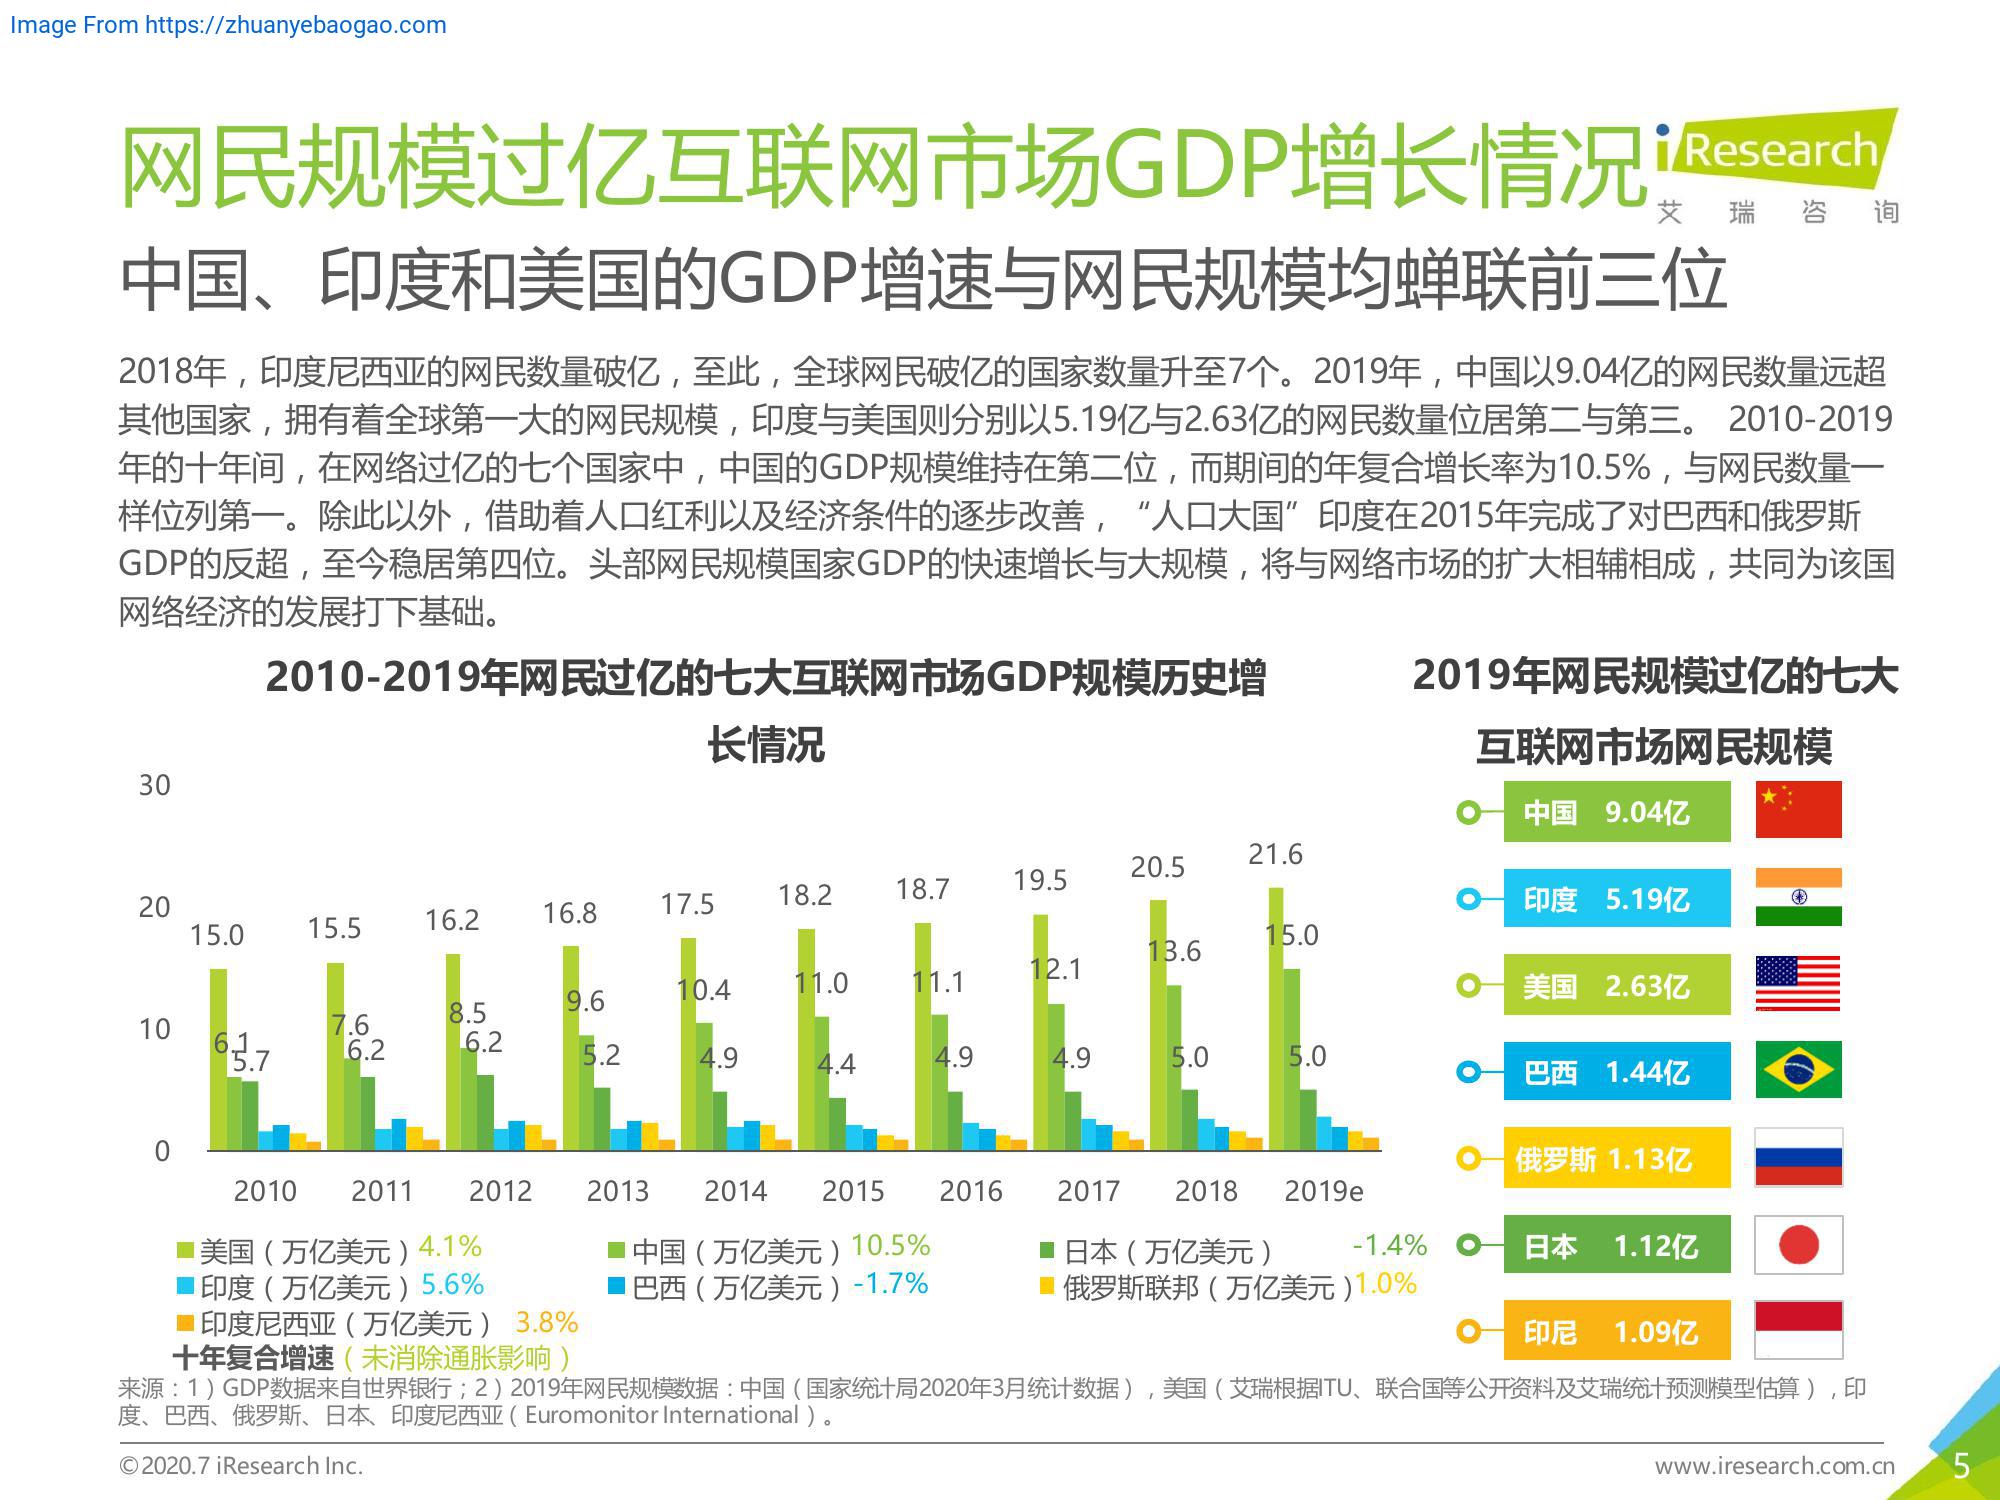 Image From https://zhuanyebaogao.com
网民规模过亿互联网市场GDP增长情况
iResearch
艾瑞咨询
中国、印度和美国的GDP增速与网民规模均蝉联前三位
2018年，印度尼西亚的网民数量破亿，至此，全球网民破亿的国家数量升至7个。2019年，中国以9.04亿的网民数量远超
其他国家，拥有着全球第一大的网民规模，印度与美国则分别以5.19亿与2.63亿的网民数量位居第二与第三。 2010-2019
年的十年间，在网络过亿的七个国家中，中国的GDP规模维持在第二位，而期间的年复合增长率为10.5%，与网民数量一
样位列第一。除此以外，借助着人口红利以及经济条件的逐步改善，“人口大国”印度在2015年完成了对巴西和俄罗斯
GDP的反超，至今稳居第四位。头部网民规模国家GDP的快速增长与大规模，将与网络市场的扩大相辅相成，共同为该国
网络经济的发展打下基础。
2010-2019年网民过亿的七大互联网市场GDP规模历史增
长情况
30
20
10
0
15.0 15.5 16.2 16.8 17.5 18.2 18.7 19.5 20.5 21.6
6.1 7.6 8.5 9.6 10.4 11.0 11.1 12.1 13.6 15.0
5.7 6.2 6.2 5.2 4.9 4.4 4.9 4.9 5.0 5.0
2010 2011 2012 2013 2014 2015 2016 2017 2018 2019e
美国（万亿美元）4.1% 中国（万亿美元）10.5% 日本（万亿美元） -1.4%
印度（万亿美元）5.6% 巴西（万亿美元）-1.7% 俄罗斯联邦（万亿美元）1.0%
印度尼西亚（万亿美元） 3.8%
十年复合增速（未消除通胀影响）
2019年网民规模过亿的七大
互联网市场网民规模
中国 9.04亿
印度 5.19亿
美国 2.63亿
巴西 1.44亿
俄罗斯 1.13亿
日本 1.12亿
印尼 1.09亿
来源：1）GDP数据来自世界银行；2）2019年网民规模数据：中国（国家统计局2020年3月统计数据），美国（艾瑞根据ITU、联合国等公开资料及艾瑞统计预测模型估算），印
度、巴西、俄罗斯、日本、印度尼西亚（Euromonitor International）。
©2020.7 iResearch Inc.
www.iresearch.com.cn
5